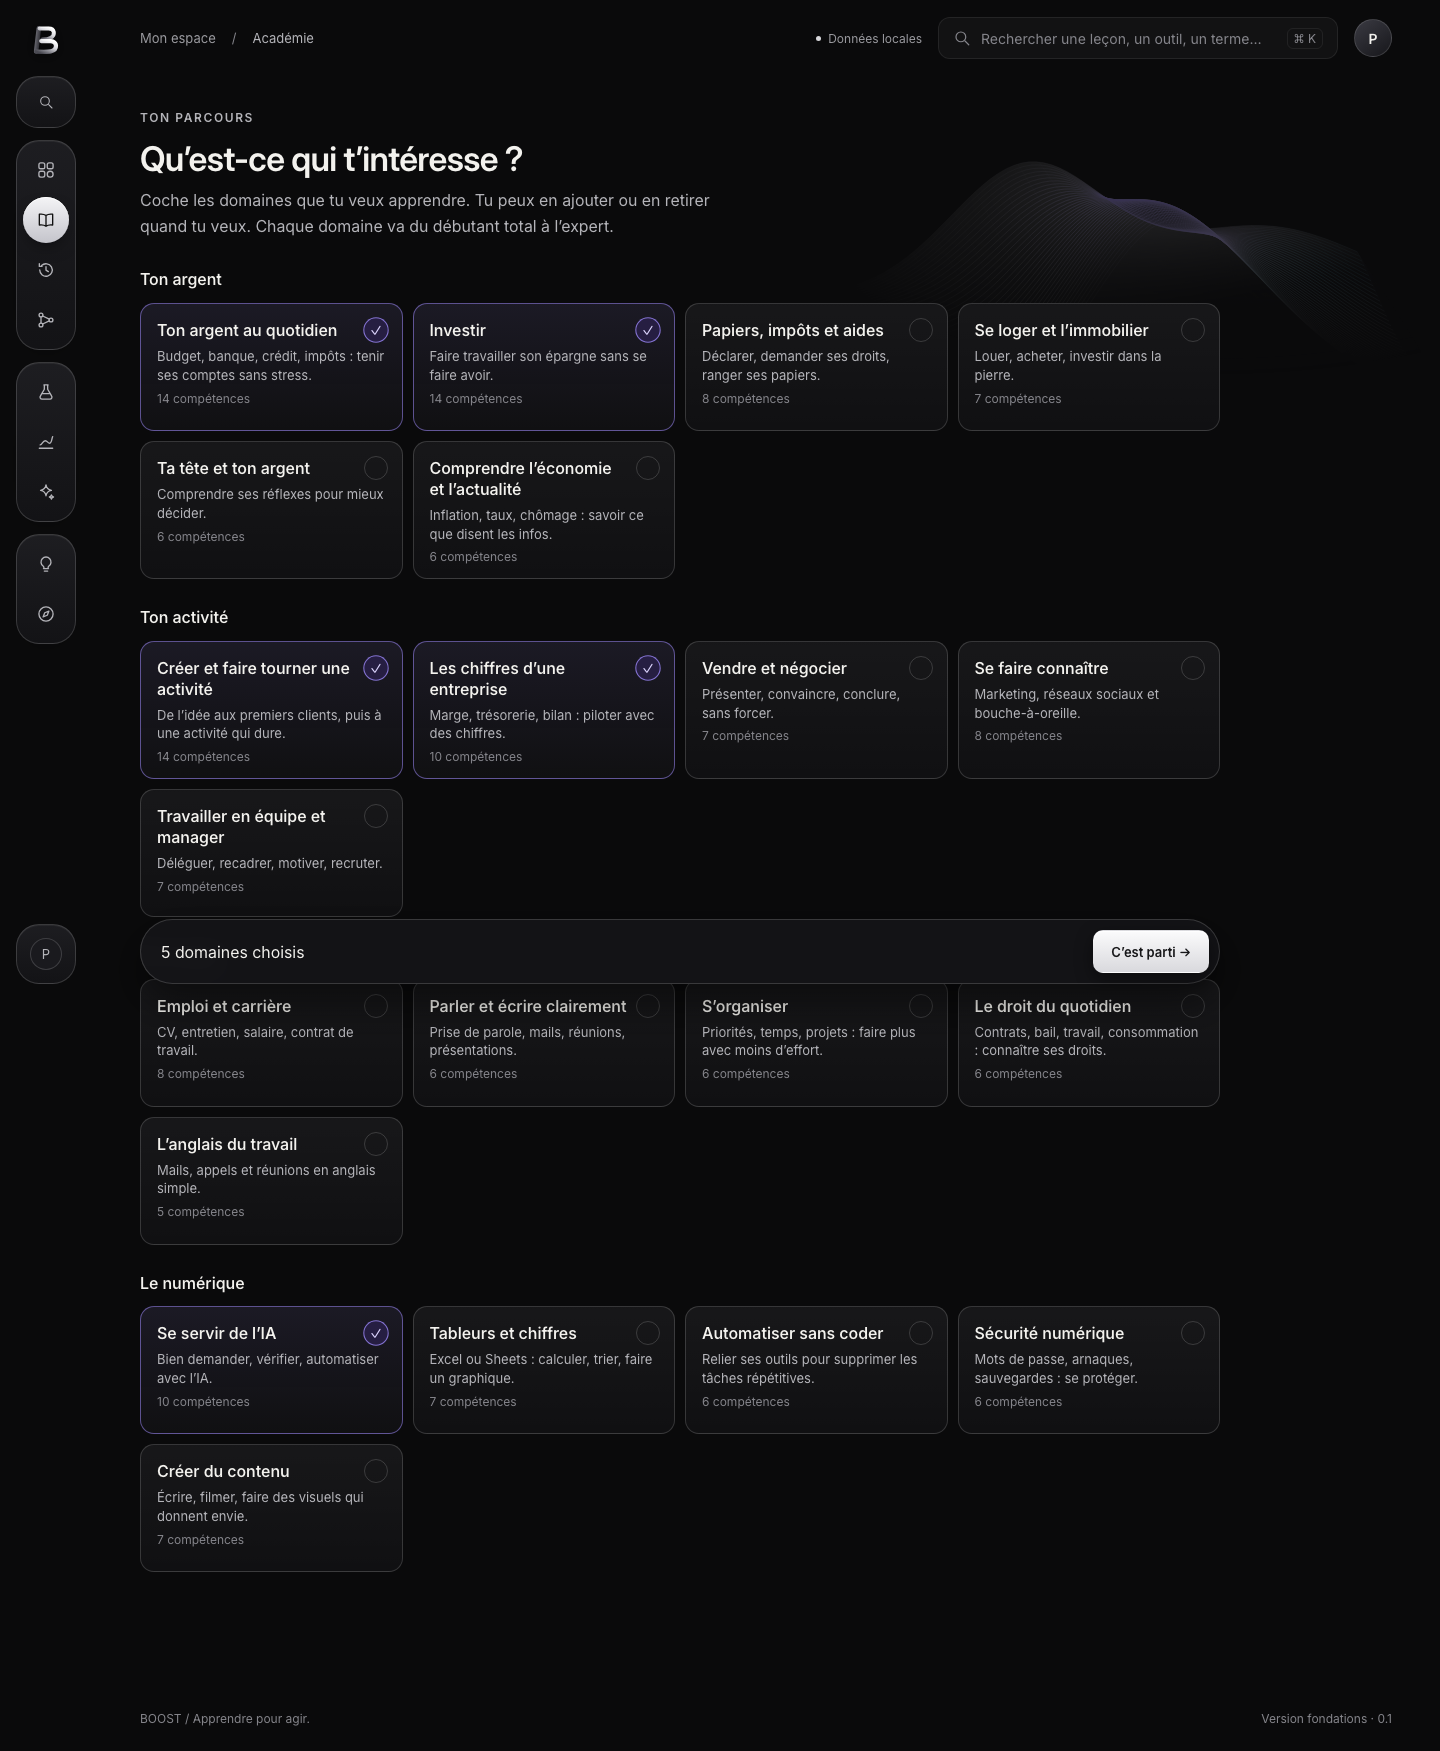 B
Mon espace / Académie
Données locales
Rechercher une leçon, un outil, un terme...
⌘ K
P
TON PARCOURS
Qu’est-ce qui t’intéresse ?
Coche les domaines que tu veux apprendre. Tu peux en ajouter ou en retirer
quand tu veux. Chaque domaine va du débutant total à l’expert.
Ton argent
Ton argent au quotidien
Budget, banque, crédit, impôts : tenir
ses comptes sans stress.
14 compétences
Investir
Faire travailler son épargne sans se
faire avoir.
14 compétences
Papiers, impôts et aides
Déclarer, demander ses droits,
ranger ses papiers.
8 compétences
Se loger et l’immobilier
Louer, acheter, investir dans la
pierre.
7 compétences
Ta tête et ton argent
Comprendre ses réflexes pour mieux
décider.
6 compétences
Comprendre l’économie
et l’actualité
Inflation, taux, chômage : savoir ce
que disent les infos.
6 compétences
Ton activité
Créer et faire tourner une
activité
De l’idée aux premiers clients, puis à
une activité qui dure.
14 compétences
Les chiffres d’une
entreprise
Marge, trésorerie, bilan : piloter avec
des chiffres.
10 compétences
Vendre et négocier
Présenter, convaincre, conclure,
sans forcer.
7 compétences
Se faire connaître
Marketing, réseaux sociaux et
bouche-à-oreille.
8 compétences
Travailler en équipe et
manager
Déléguer, recadrer, motiver, recruter.
7 compétences
P
5 domaines choisis
C’est parti →
Emploi et carrière
CV, entretien, salaire, contrat de
travail.
8 compétences
Parler et écrire clairement
Prise de parole, mails, réunions,
présentations.
6 compétences
S’organiser
Priorités, temps, projets : faire plus
avec moins d’effort.
6 compétences
Le droit du quotidien
Contrats, bail, travail, consommation
: connaître ses droits.
6 compétences
L’anglais du travail
Mails, appels et réunions en anglais
simple.
5 compétences
Le numérique
Se servir de l’IA
Bien demander, vérifier, automatiser
avec l’IA.
10 compétences
Tableurs et chiffres
Excel ou Sheets : calculer, trier, faire
un graphique.
7 compétences
Automatiser sans coder
Relier ses outils pour supprimer les
tâches répétitives.
6 compétences
Sécurité numérique
Mots de passe, arnaques,
sauvegardes : se protéger.
6 compétences
Créer du contenu
Écrire, filmer, faire des visuels qui
donnent envie.
7 compétences
BOOST / Apprendre pour agir.
Version fondations · 0.1